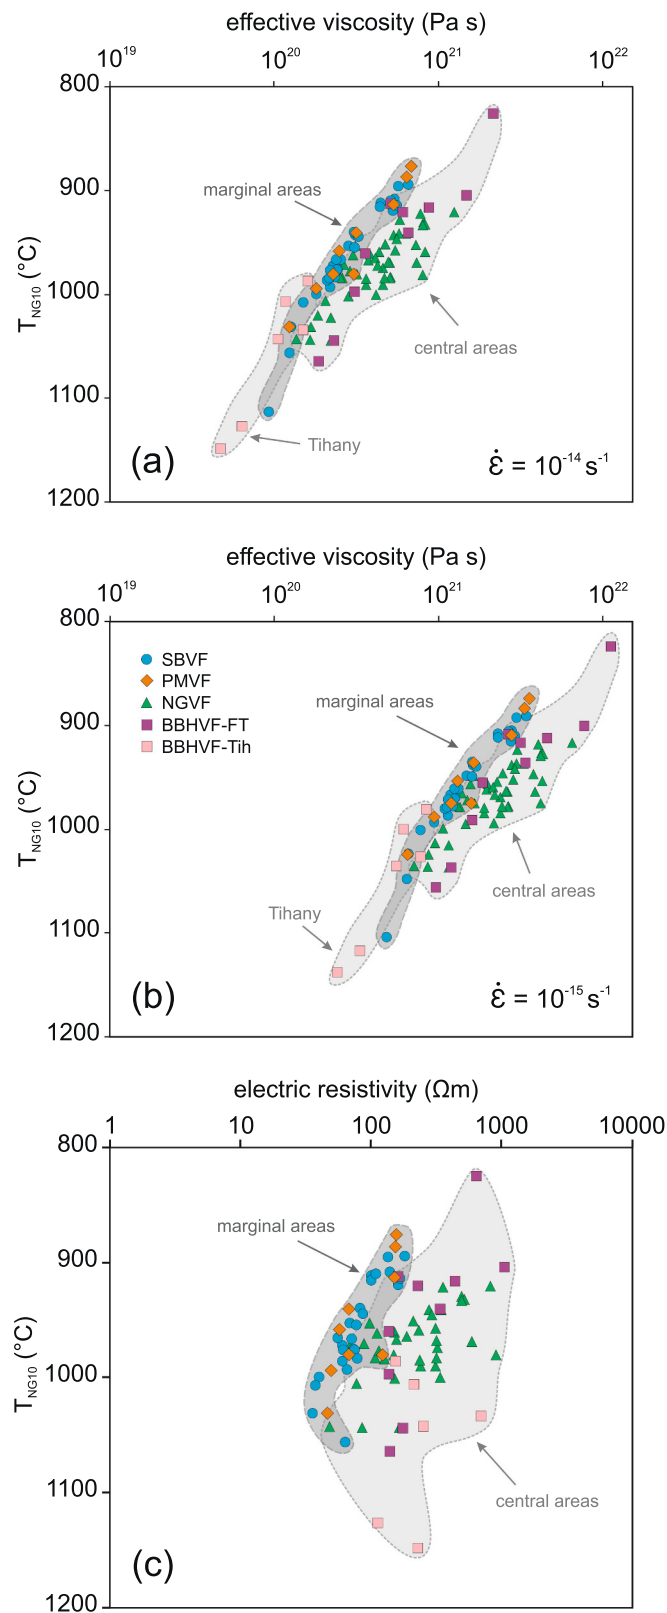 effective viscosity (Pa s)
10^19 10^20 10^21 10^22
800
900
1000
1100
1200
T_NG10 (°C)
marginal areas
central areas
Tihany
(a)
ε̇ = 10^-14 s^-1
effective viscosity (Pa s)
10^19 10^20 10^21 10^22
800
900
1000
1100
1200
T_NG10 (°C)
SBVF
PMVF
NGVF
BBHVF-FT
BBHVF-Tih
marginal areas
central areas
Tihany
(b)
ε̇ = 10^-15 s^-1
electric resistivity (Ωm)
1 10 100 1000 10000
800
900
1000
1100
1200
T_NG10 (°C)
marginal areas
central areas
(c)